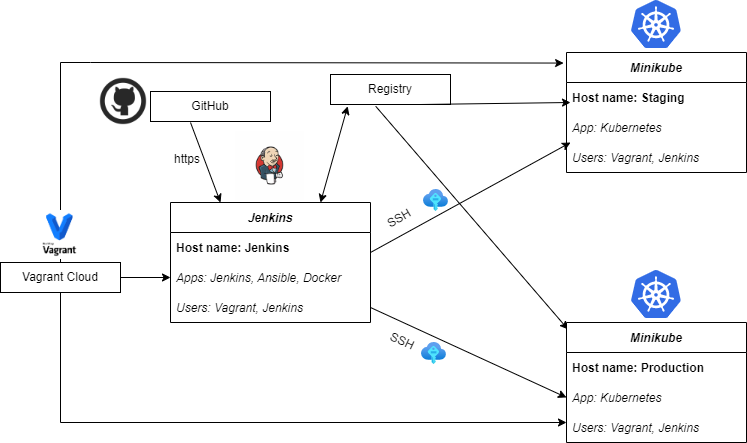 Minikube
Host name: Staging
App: Kubernetes
Users: Vagrant, Jenkins
Registry
GitHub
https
Jenkins
Host name: Jenkins
Apps: Jenkins, Ansible, Docker
Users: Vagrant, Jenkins
SSH
SSH
Vagrant
Vagrant Cloud
Minikube
Host name: Production
App: Kubernetes
Users: Vagrant, Jenkins